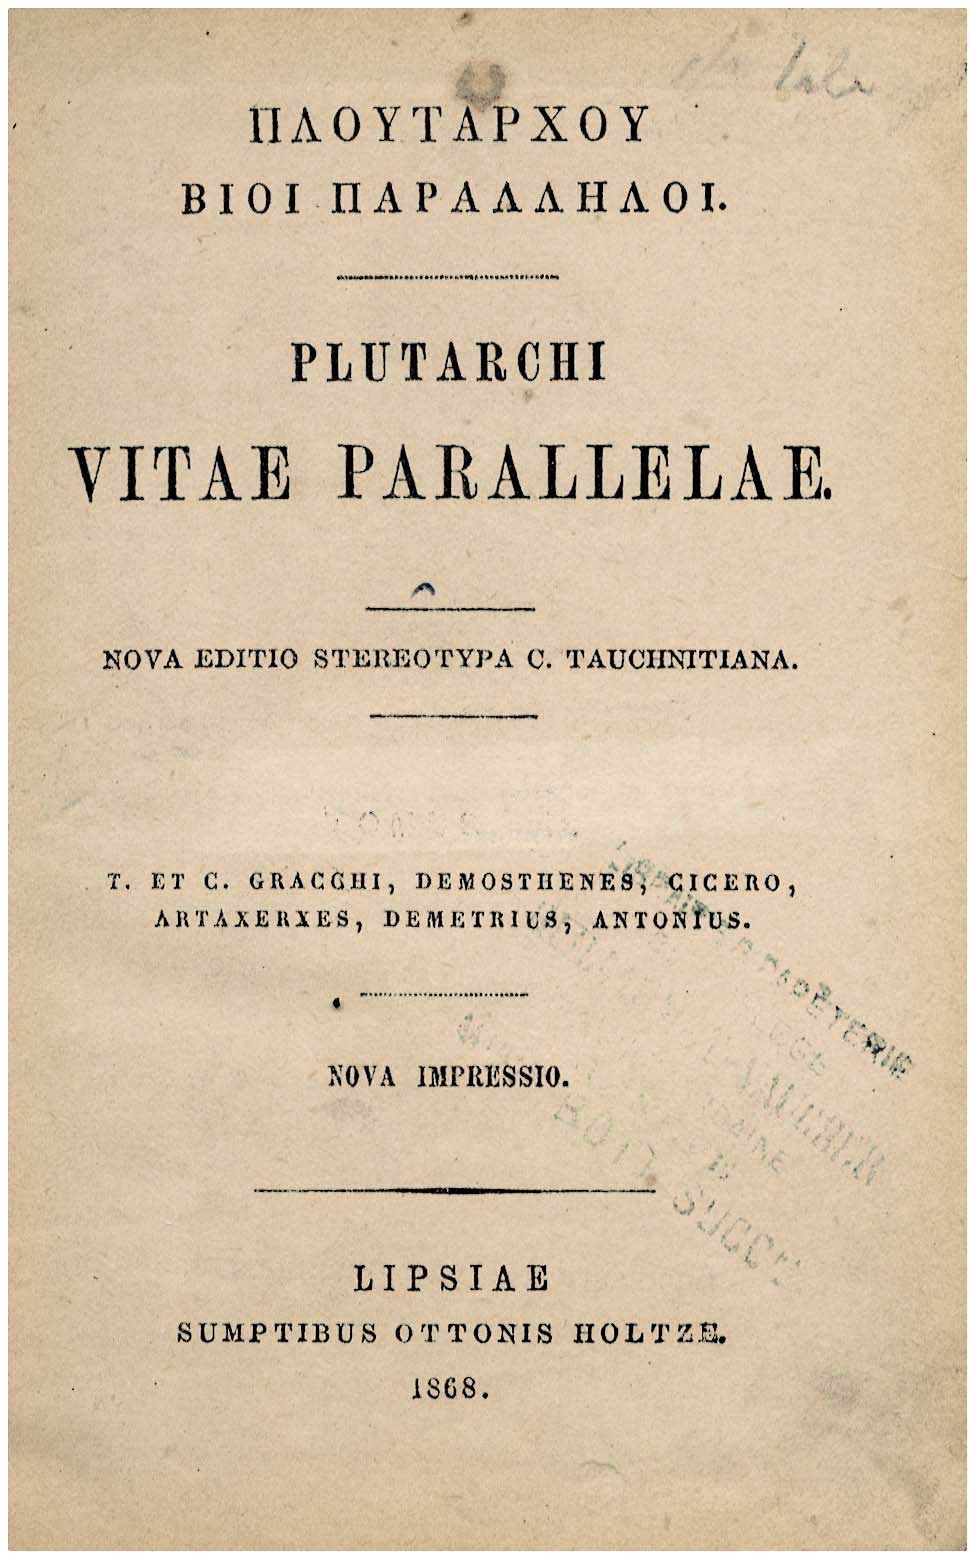 ΠΛΟΥΤΑΡΧΟΥ
ΒΙΟΙ ΠΑΡΑΛΛΗΛΟΙ.
PLUTARCHI
VITAE PARALLELAE.
NOVA EDITIO STEREOTYPA C. TAUCHNITIANA.
T. ET C. GRACCHI, DEMOSTHENES, CICERO,
ARTAXERXES, DEMETRIUS, ANTONIUS.
NOVA IMPRESSIO.
LIPSIAE
SUMPTIBUS OTTONIS HOLTZE.
1868.